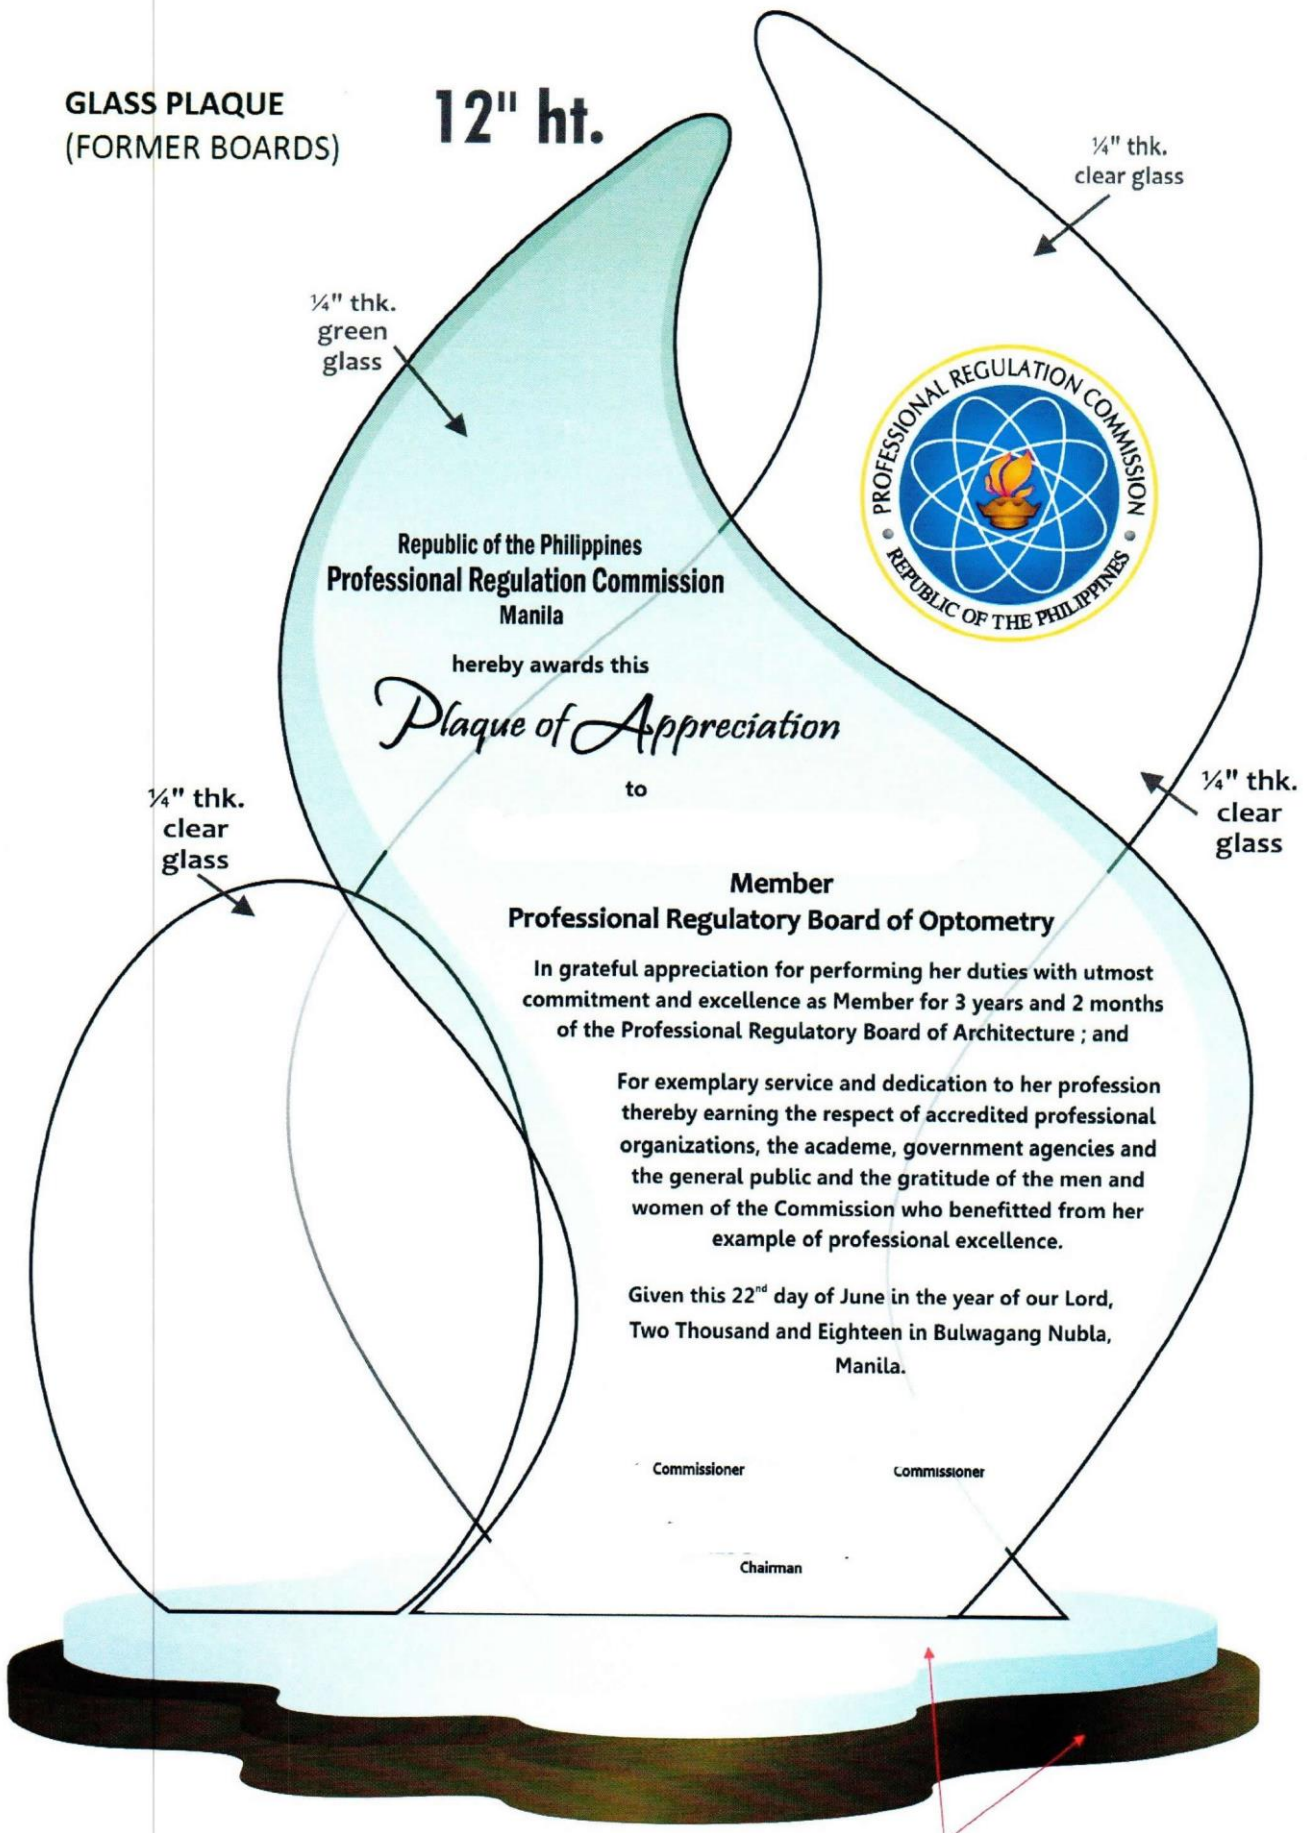 GLASS PLAQUE
(FORMER BOARDS)
12" ht.
¼" thk.
clear glass
¼" thk.
green
glass
PROFESSIONAL REGULATION COMMISSION
REPUBLIC OF THE PHILIPPINES
Republic of the Philippines
Professional Regulation Commission
Manila
hereby awards this
Plaque of Appreciation
to
¼" thk.
clear
glass
¼" thk.
clear
glass
Member
Professional Regulatory Board of Optometry
In grateful appreciation for performing her duties with utmost
commitment and excellence as Member for 3 years and 2 months
of the Professional Regulatory Board of Architecture ; and
For exemplary service and dedication to her profession
thereby earning the respect of accredited professional
organizations, the academe, government agencies and
the general public and the gratitude of the men and
women of the Commission who benefitted from her
example of professional excellence.
Given this 22nd day of June in the year of our Lord,
Two Thousand and Eighteen in Bulwagang Nubla,
Manila.
Commissioner
Commissioner
Chairman